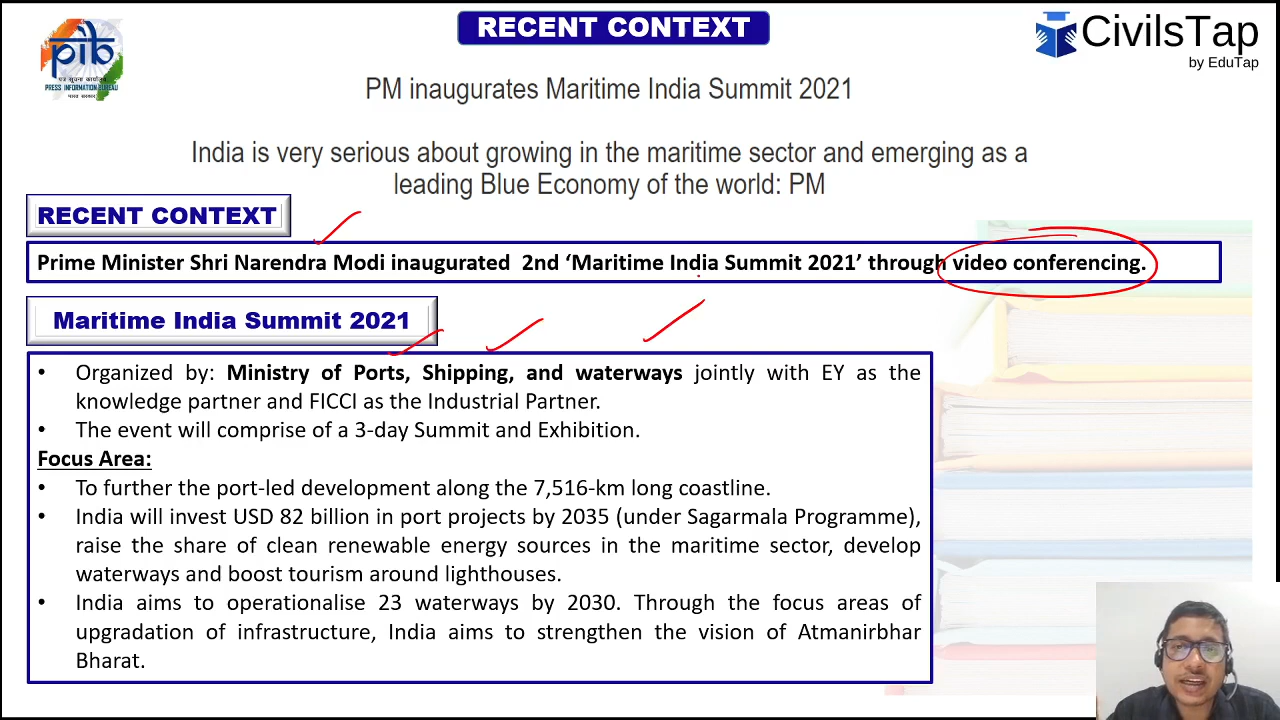 RECENT CONTEXT
pib
पत्र सूचना कार्यालय
PRESS INFORMATION BUREAU
भारत सरकार
CivilsTap
by EduTap
PM inaugurates Maritime India Summit 2021
India is very serious about growing in the maritime sector and emerging as a
leading Blue Economy of the world: PM
RECENT CONTEXT
Prime Minister Shri Narendra Modi inaugurated 2nd ‘Maritime India Summit 2021’ through video conferencing.
Maritime India Summit 2021
• Organized by: Ministry of Ports, Shipping, and waterways jointly with EY as the
knowledge partner and FICCI as the Industrial Partner.
• The event will comprise of a 3-day Summit and Exhibition.
Focus Area:
• To further the port-led development along the 7,516-km long coastline.
• India will invest USD 82 billion in port projects by 2035 (under Sagarmala Programme),
raise the share of clean renewable energy sources in the maritime sector, develop
waterways and boost tourism around lighthouses.
• India aims to operationalise 23 waterways by 2030. Through the focus areas of
upgradation of infrastructure, India aims to strengthen the vision of Atmanirbhar
Bharat.